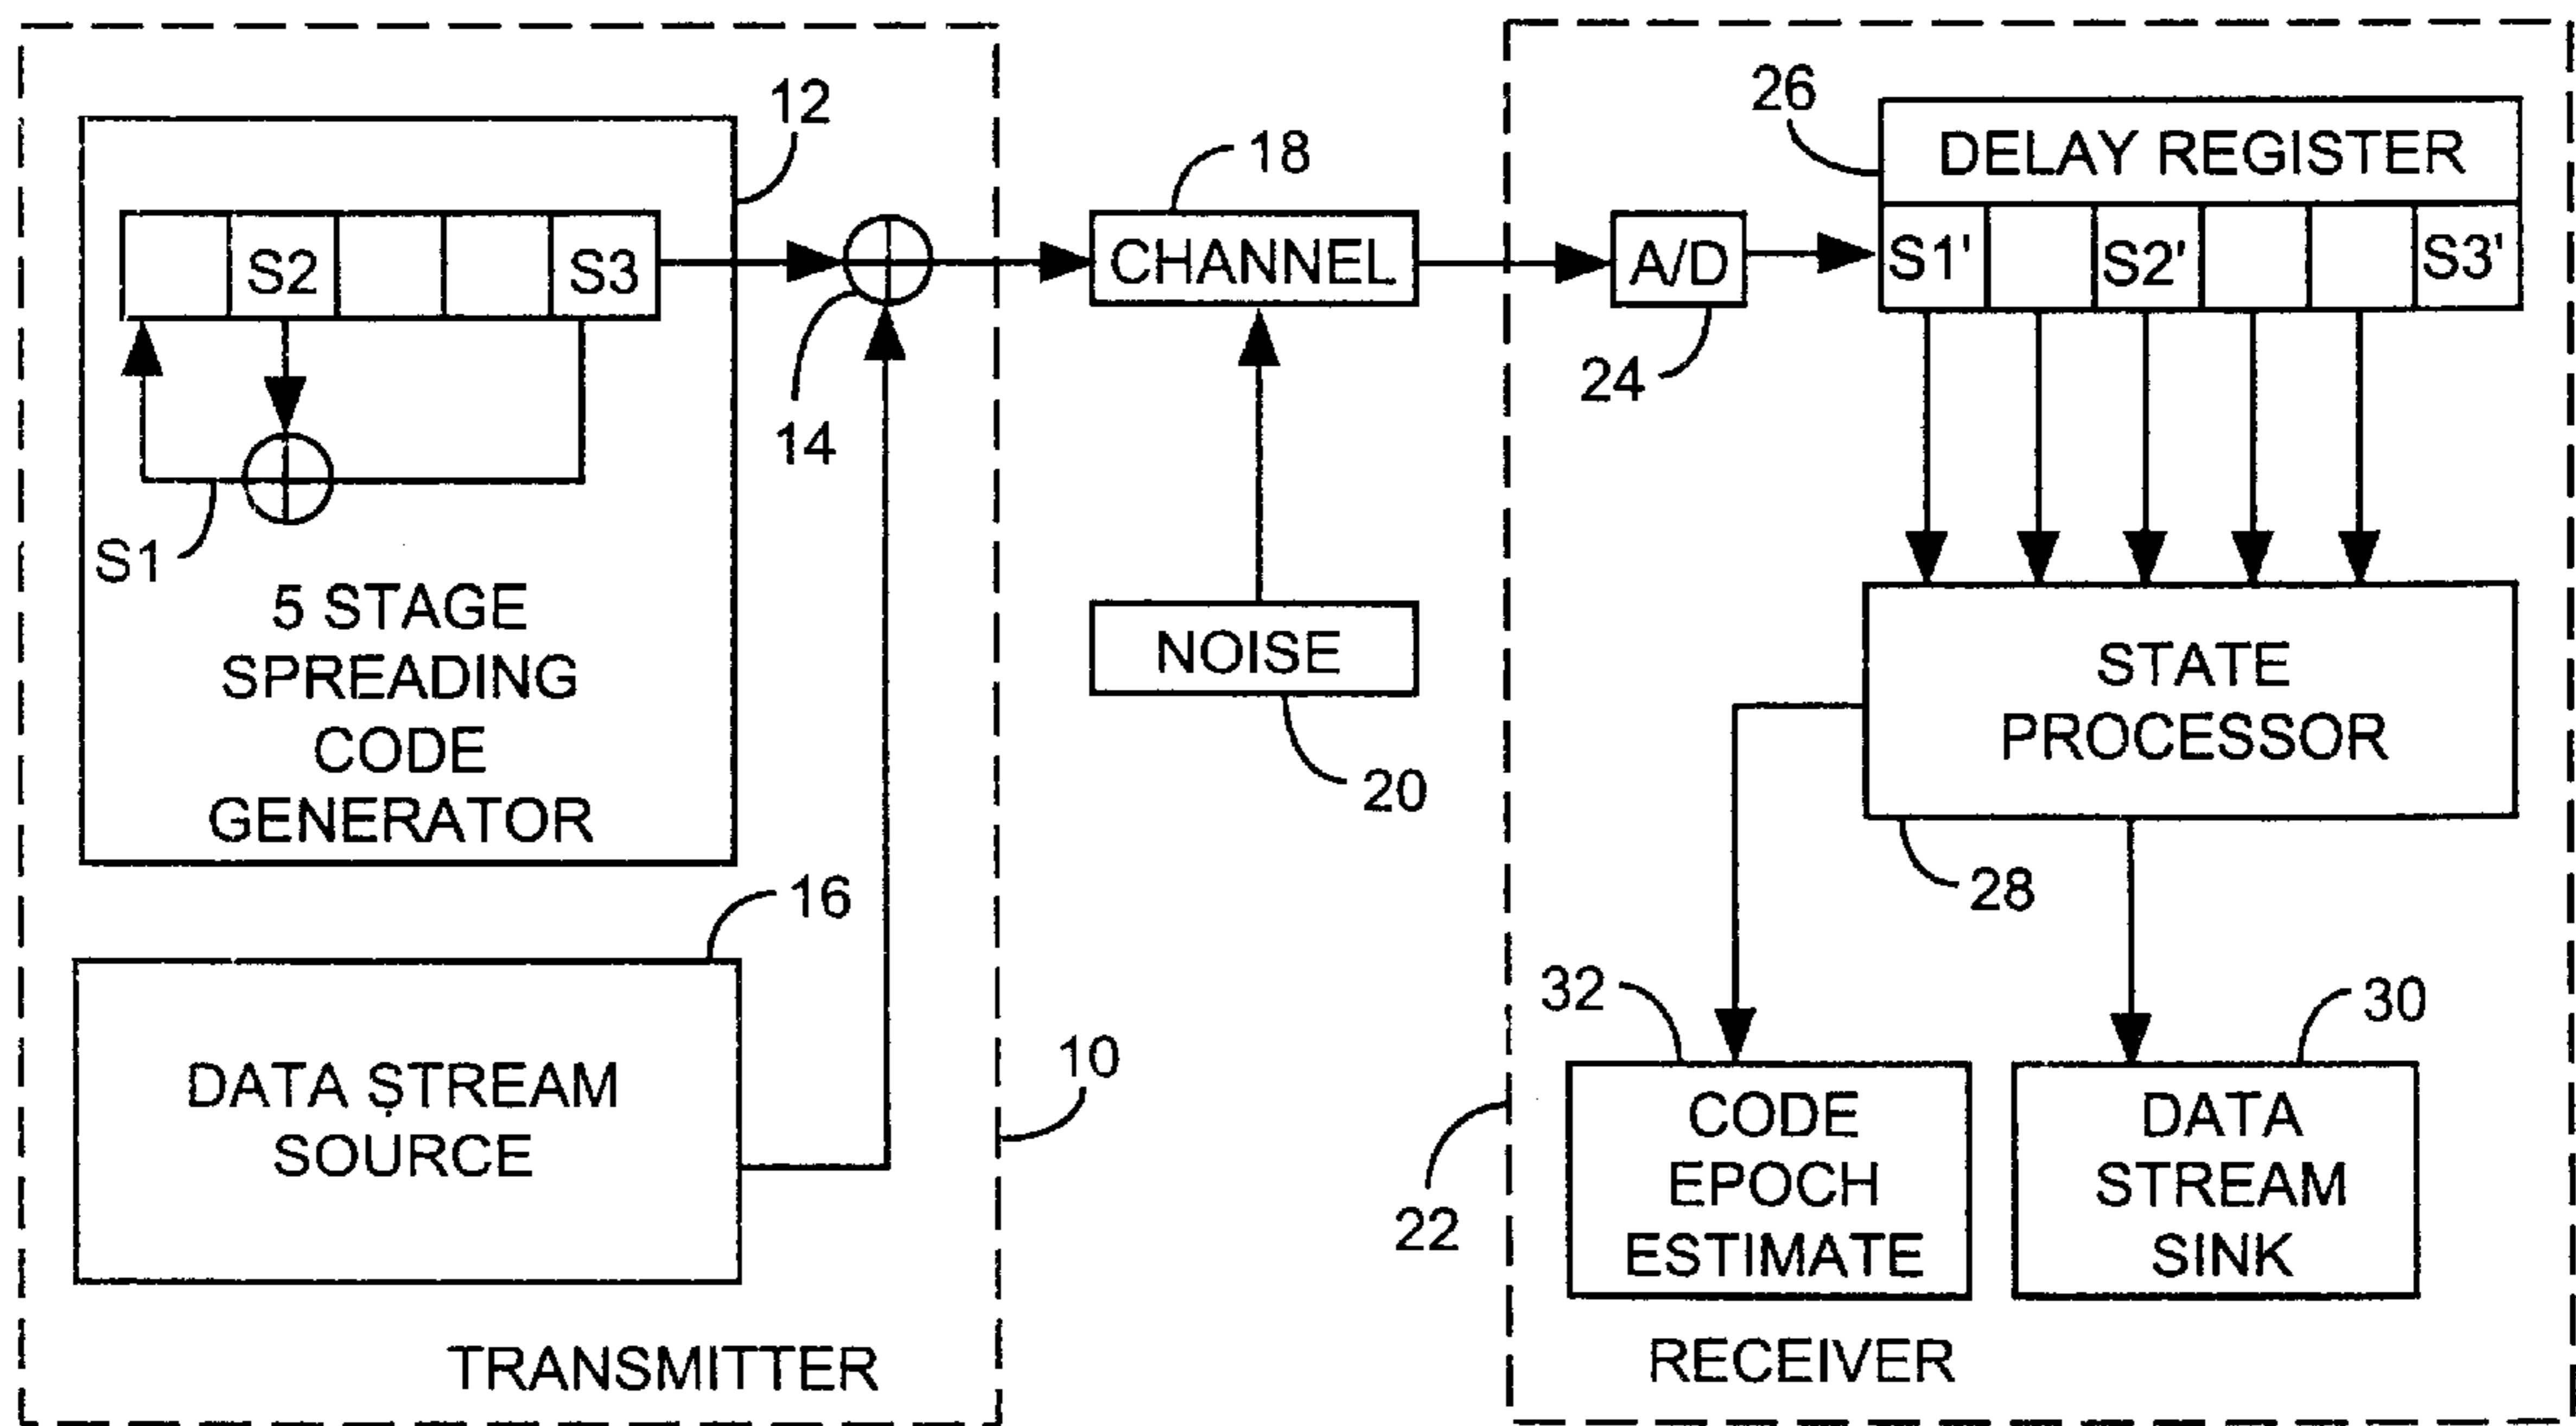 12
S2
S3
S1
5 STAGE
SPREADING
CODE
GENERATOR
14
16
DATA STREAM
SOURCE
10
TRANSMITTER
18
CHANNEL
NOISE
20
26
DELAY REGISTER
A/D
S1'
S2'
S3'
24
STATE
PROCESSOR
28
32
30
CODE
EPOCH
ESTIMATE
DATA
STREAM
SINK
22
RECEIVER